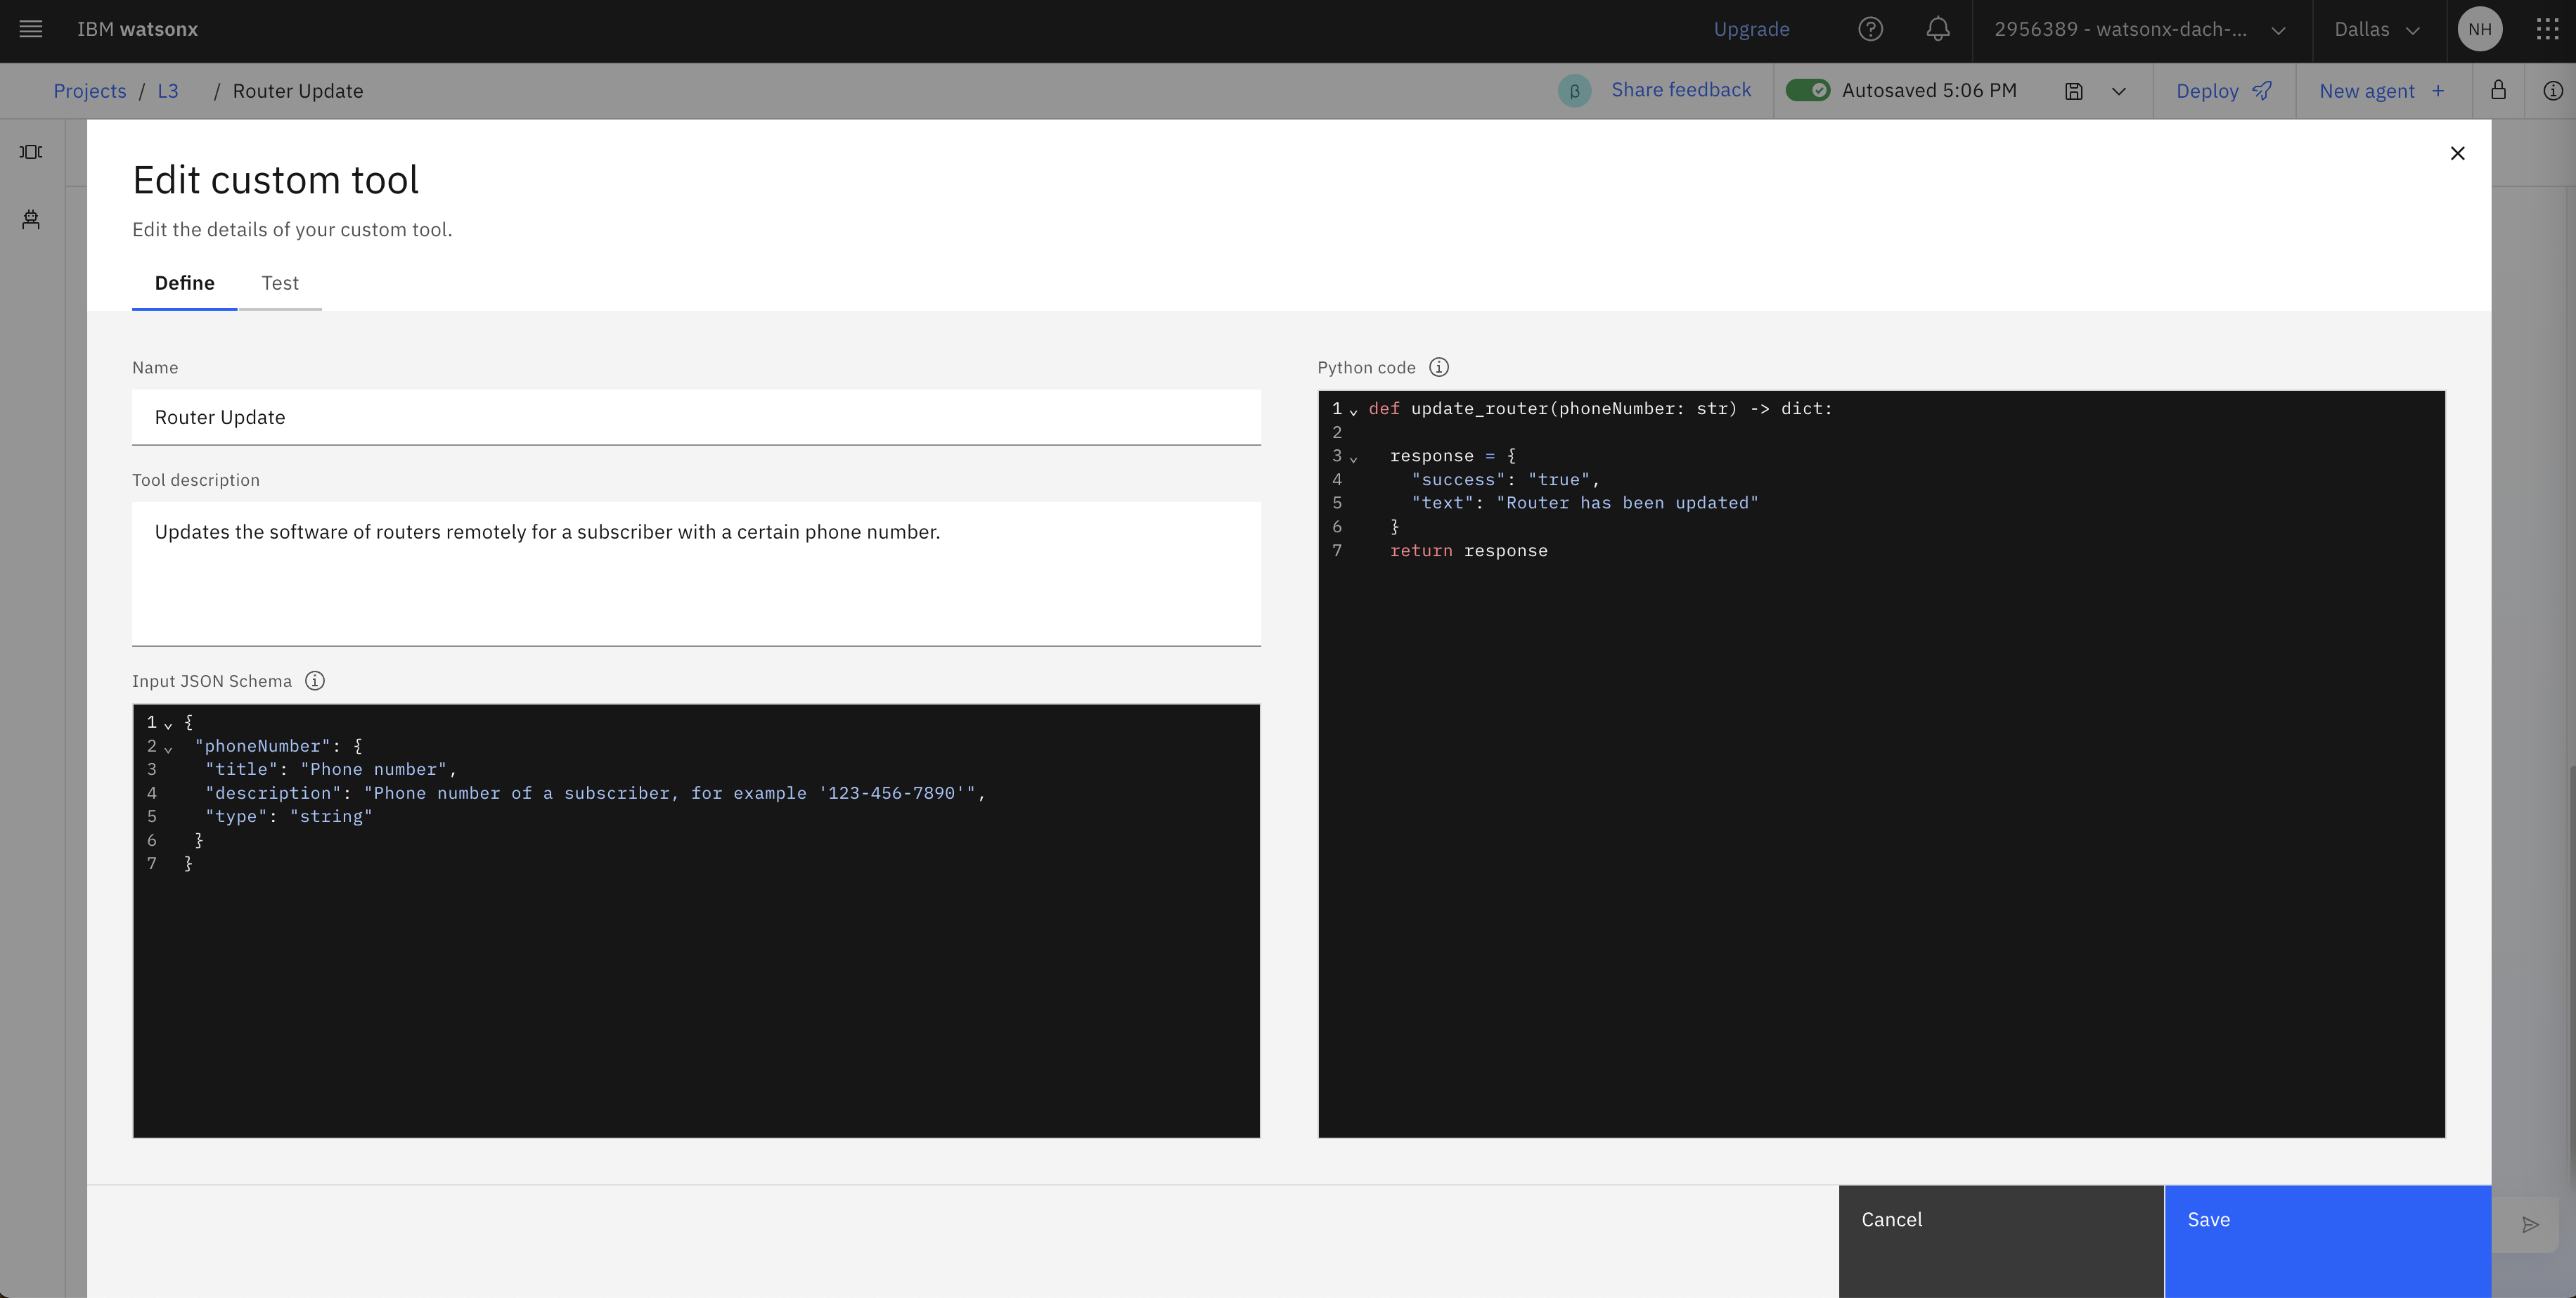 IBM watsonx
Upgrade
2956389 - watsonx-dach-...
Dallas
NH
Projects / L3 / Router Update
β Share feedback
Autosaved 5:06 PM
Deploy
New agent +
Edit custom tool
Edit the details of your custom tool.
Define
Test
Name
Router Update
Tool description
Updates the software of routers remotely for a subscriber with a certain phone number.
Input JSON Schema
1 {
2 "phoneNumber": {
3 "title": "Phone number",
4 "description": "Phone number of a subscriber, for example '123-456-7890'",
5 "type": "string"
6 }
7 }
Python code
1 def update_router(phoneNumber: str) -> dict:
2
3 response = {
4 "success": "true",
5 "text": "Router has been updated"
6 }
7 return response
Cancel
Save